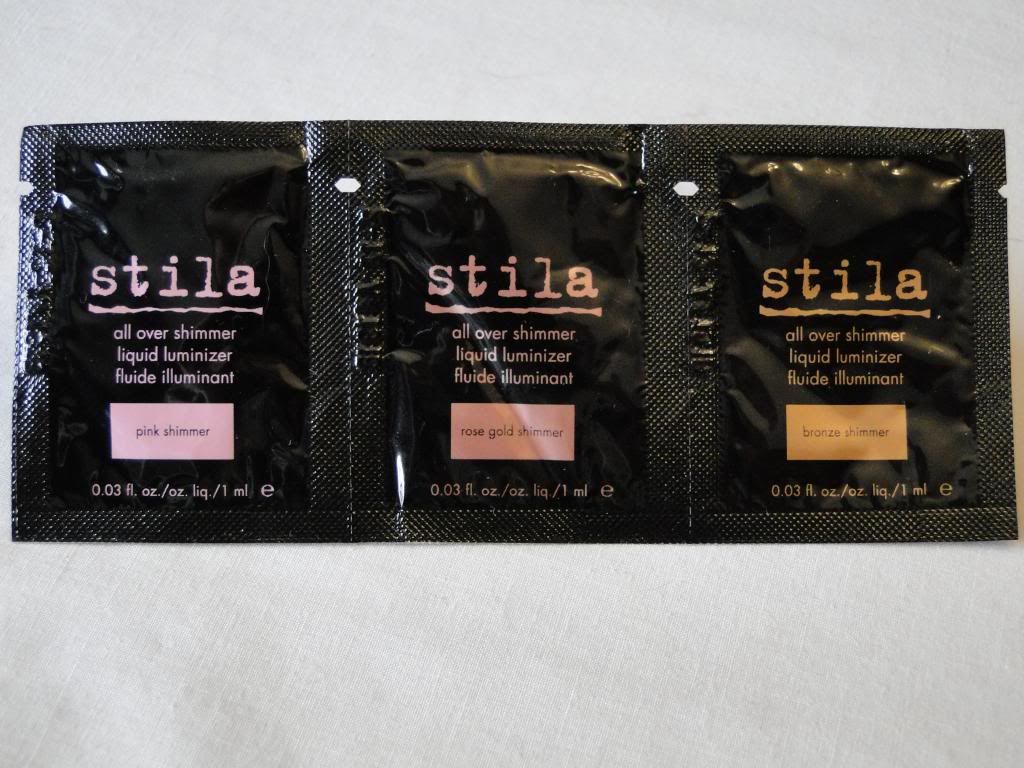 stila
all over shimmer
liquid luminizer
fluide illuminant
pink shimmer
0.03 fl. oz./oz. liq./1 ml e
stila
all over shimmer
liquid luminizer
fluide illuminant
rose gold shimmer
0.03 fl. oz./oz. liq./1 ml e
stila
all over shimmer
liquid luminizer
fluide illuminant
bronze shimmer
0.03 fl. oz./oz. liq./1 ml e